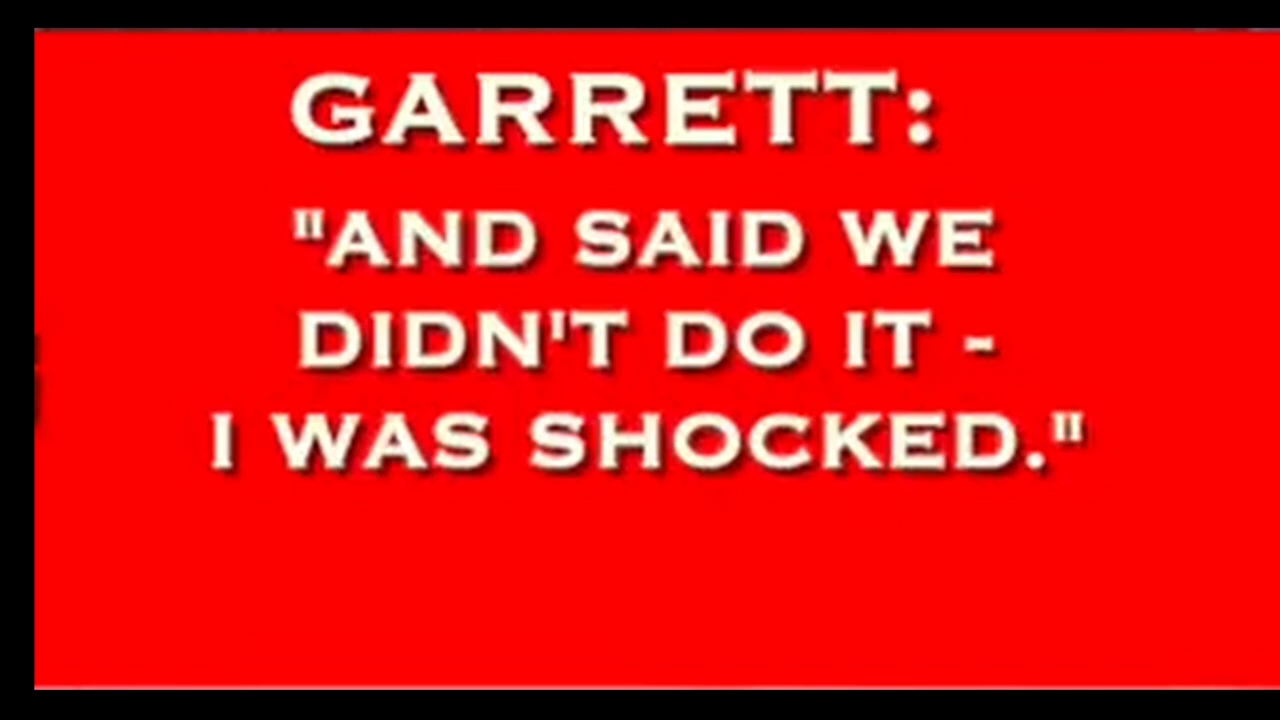 GARRETT:
"AND SAID WE
DIDN'T DO IT -
I WAS SHOCKED."